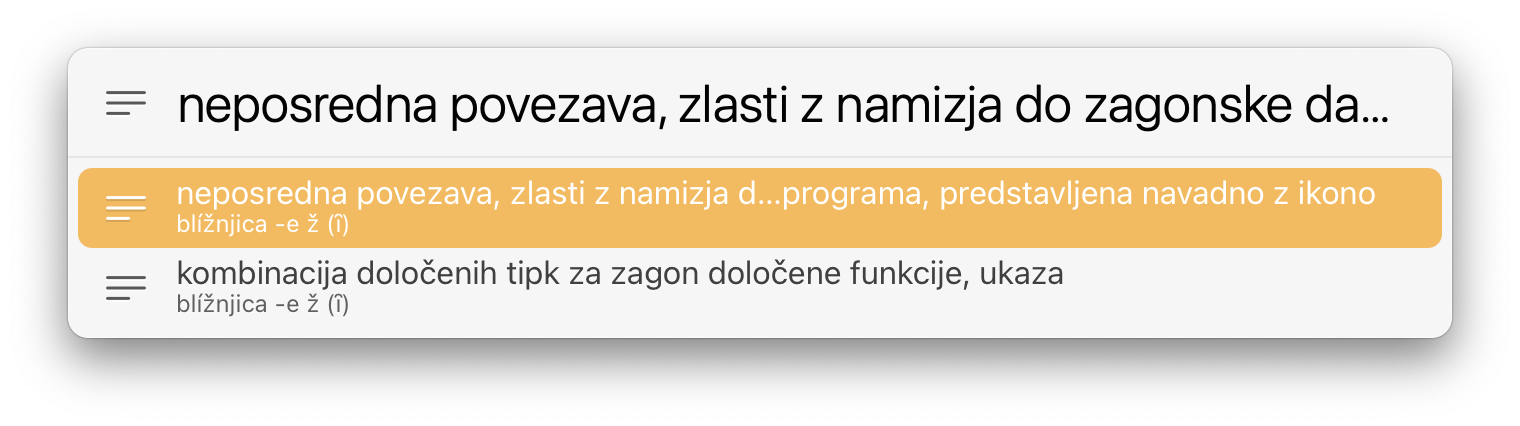 neposredna povezava, zlasti z namizja do zagonske da...
neposredna povezava, zlasti z namizja d...programa, predstavljena navadno z ikono
blížnjica -e ž (ȋ)
kombinacija določenih tipk za zagon določene funkcije, ukaza
blížnjica -e ž (ȋ)